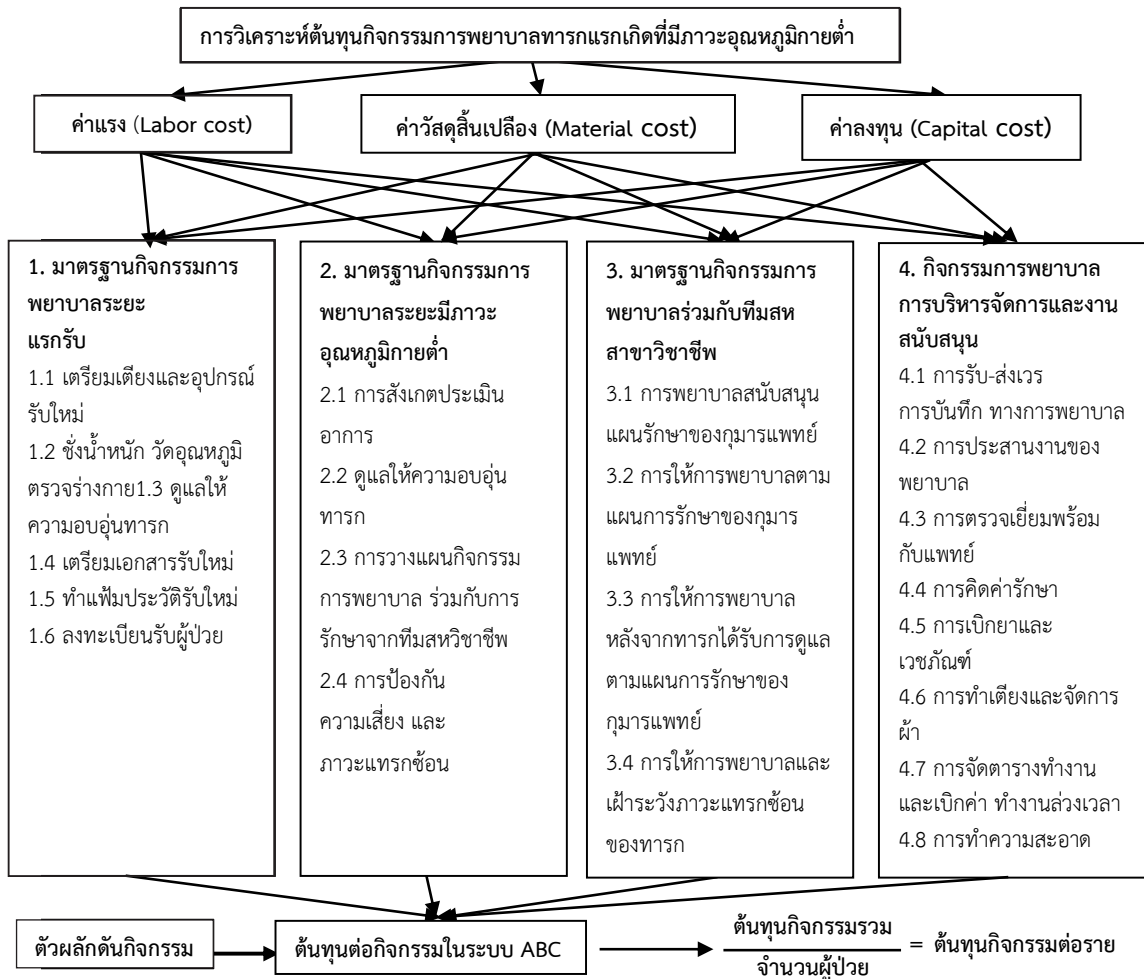 การวิเคราะห์ต้นทุนกิจกรรมการพยาบาลทารกแรกเกิดที่มีภาวะอุณหภูมิกายต่ำ
ค่าแรง (Labor cost)
ค่าวัสดุสิ้นเปลือง (Material cost)
ค่าลงทุน (Capital cost)
1. มาตรฐานกิจกรรมการ
พยาบาลระยะ
แรกรับ
1.1 เตรียมเตียงและอุปกรณ์
รับใหม่
1.2 ชั่งน้ำหนัก วัดอุณหภูมิ
ตรวจร่างกาย1.3 ดูแลให้
ความอบอุ่นทารก
1.4 เตรียมเอกสารรับใหม่
1.5 ทำแฟ้มประวัติรับใหม่
1.6 ลงทะเบียนรับผู้ป่วย
2. มาตรฐานกิจกรรมการ
พยาบาลระยะมีภาวะ
อุณหภูมิกายต่ำ
2.1 การสังเกตประเมิน
อาการ
2.2 ดูแลให้ความอบอุ่น
ทารก
2.3 การวางแผนกิจกรรม
การพยาบาล ร่วมกับการ
รักษาจากทีมสหวิชาชีพ
2.4 การป้องกัน
ความเสี่ยง และ
ภาวะแทรกซ้อน
3. มาตรฐานกิจกรรมการ
พยาบาลร่วมกับทีมสห
สาขาวิชาชีพ
3.1 การพยาบาลสนับสนุน
แผนรักษาของกุมารแพทย์
3.2 การให้การพยาบาลตาม
แผนการรักษาของกุมาร
แพทย์
3.3 การให้การพยาบาล
หลังจากทารกได้รับการดูแล
ตามแผนการรักษาของ
กุมารแพทย์
3.4 การให้การพยาบาลและ
เฝ้าระวังภาวะแทรกซ้อน
ของทารก
4. กิจกรรมการพยาบาล
การบริหารจัดการและงาน
สนับสนุน
4.1 การรับ-ส่งเวร
การบันทึก ทางการพยาบาล
4.2 การประสานงานของ
พยาบาล
4.3 การตรวจเยี่ยมพร้อม
กับแพทย์
4.4 การคิดค่ารักษา
4.5 การเบิกยาและ
เวชภัณฑ์
4.6 การทำเตียงและจัดการ
ผ้า
4.7 การจัดตารางทำงาน
และเบิกค่า ทำงานล่วงเวลา
4.8 การทำความสะอาด
ตัวผลักดันกิจกรรม
ต้นทุนต่อกิจกรรมในระบบ ABC
ต้นทุนกิจกรรมรวม
จำนวนผู้ป่วย
= ต้นทุนกิจกรรมต่อราย